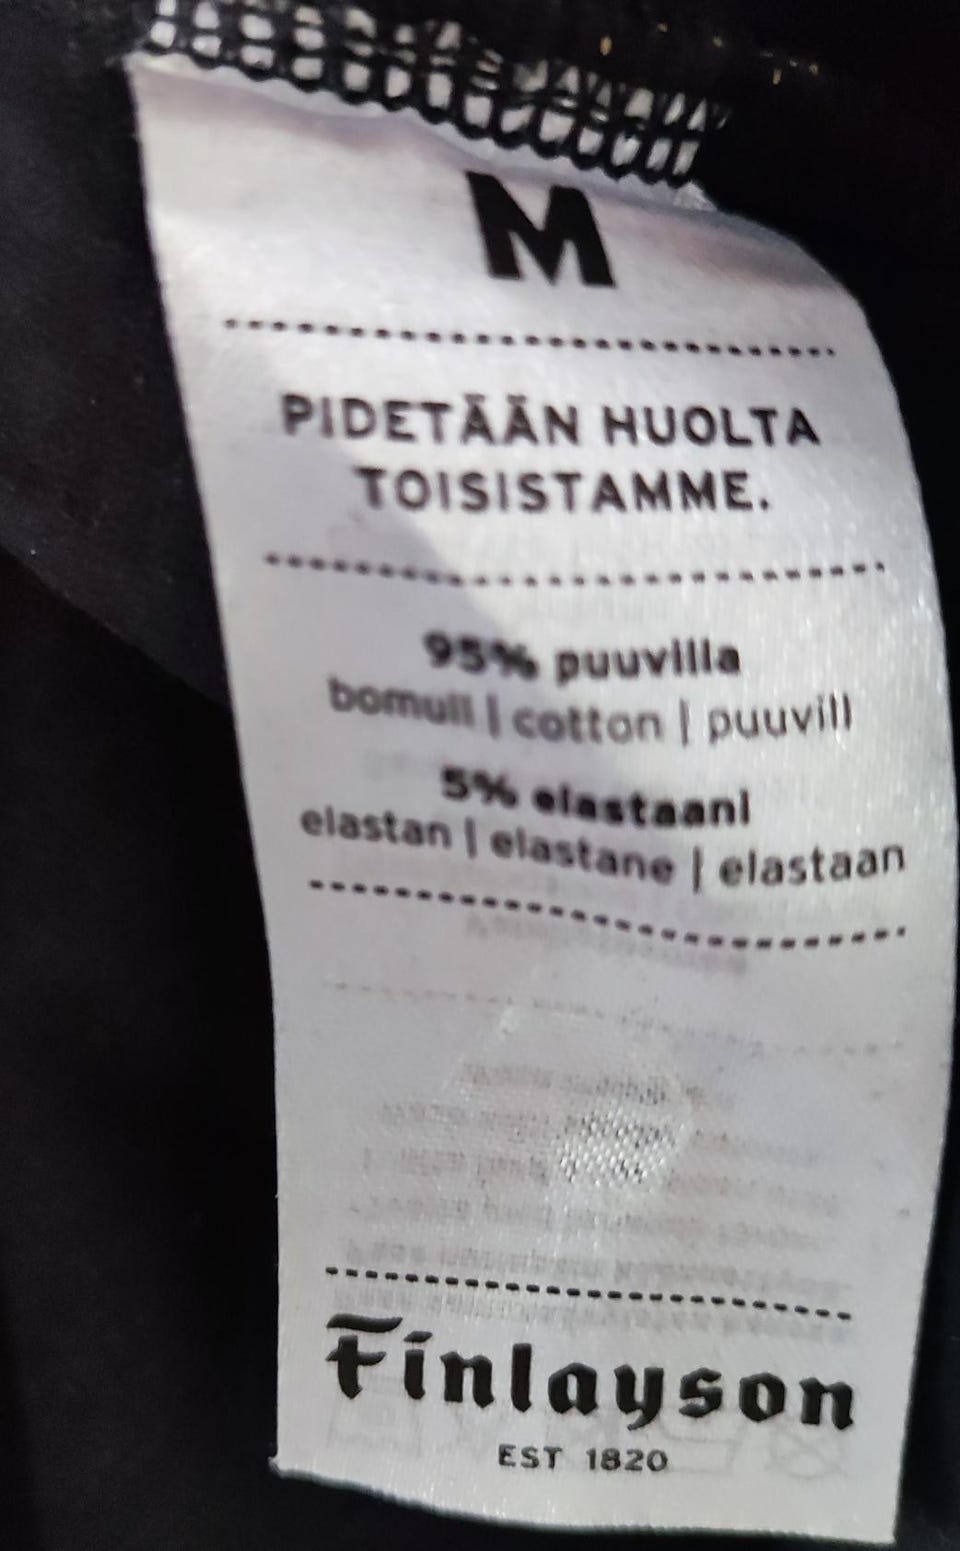 M
PIDETÄÄN HUOLTA
TOISISTAMME.
95% puuvilla
bomull | cotton | puuvill
5% elastaani
elastan | elastane | elastaan
Finlayson
EST 1820